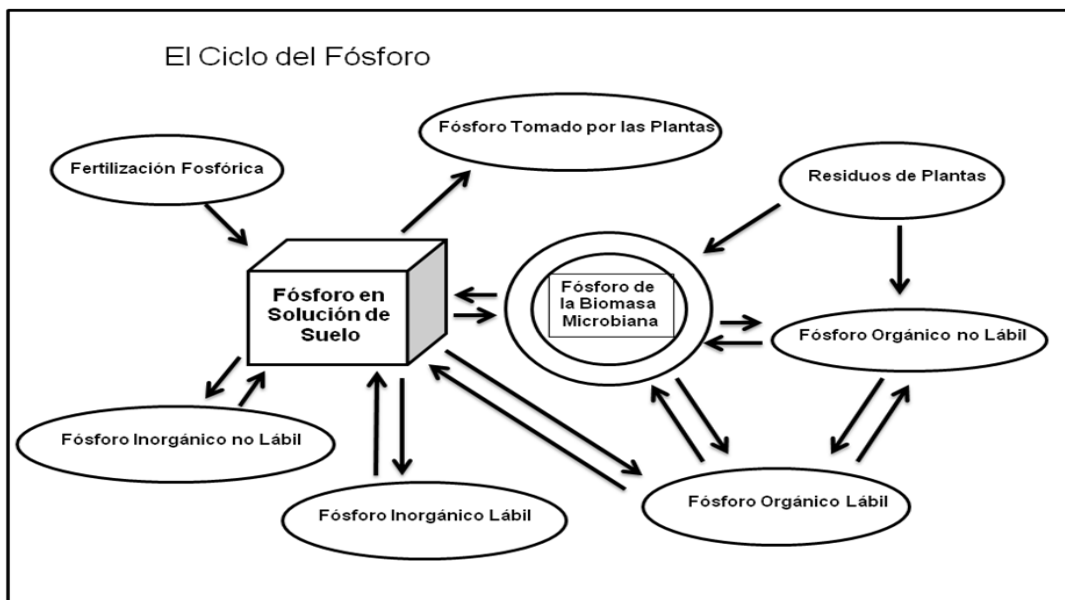 El Ciclo del Fósforo
Fósforo Tomado por las Plantas
Fertilización Fosfórica
Residuos de Plantas
Fósforo en
Solución de
Suelo
Fósforo de
la Biomasa
Microbiana
Fósforo Orgánico no Lábil
Fósforo Inorgánico no Lábil
Fósforo Inorgánico Lábil
Fósforo Orgánico Lábil